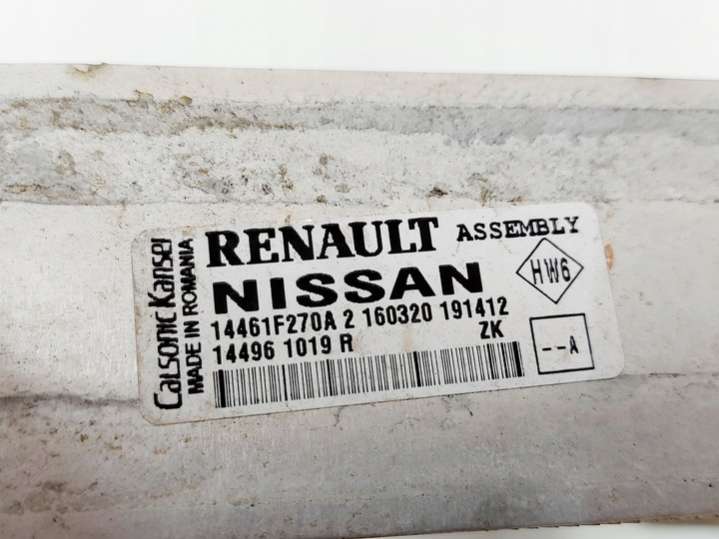 Calsonic Kansei
MADE IN ROMANIA
RENAULT ASSEMBLY
NISSAN
HW6
14461F270A 2 160320 191412
14496 1019 R ZK
--A